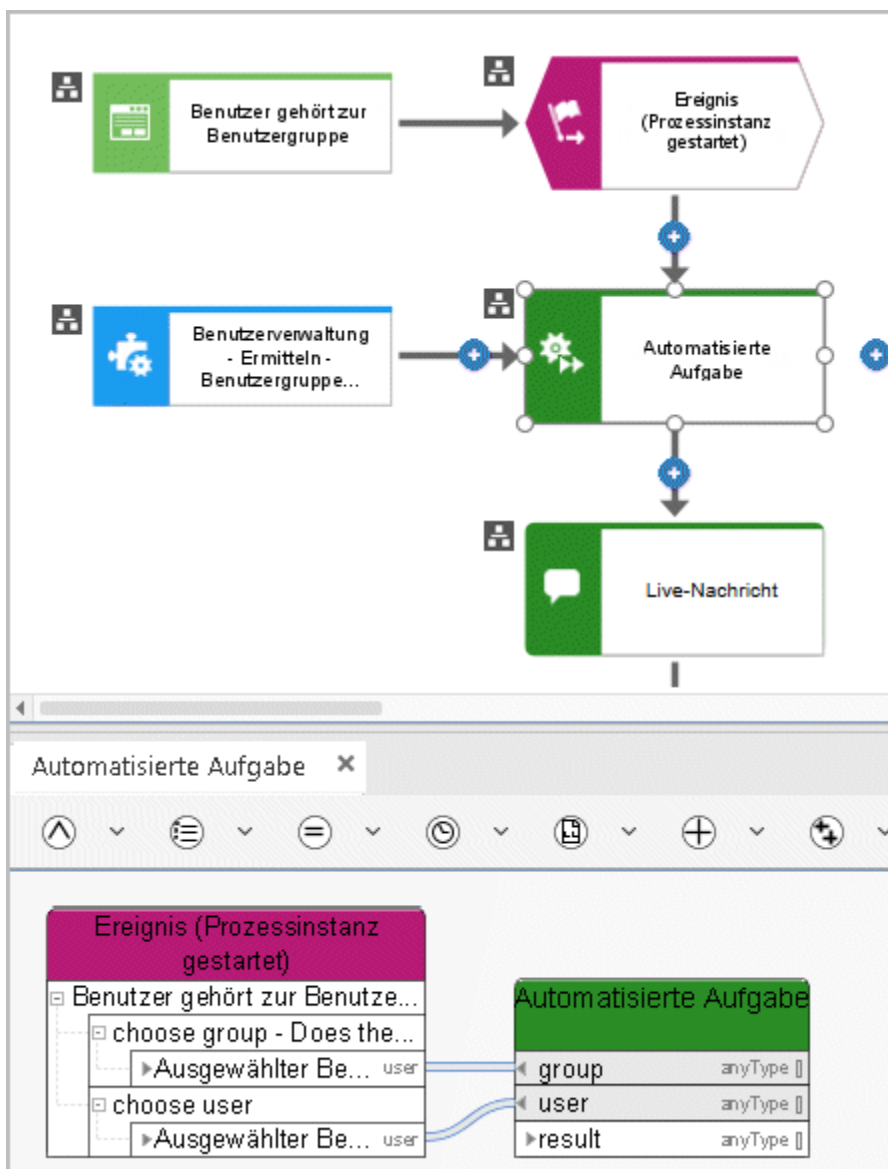 Benutzer gehört zur
Benutzergruppe
Ereignis
(Prozessinstanz
gestartet)
Benutzerverwaltung
- Ermitteln -
Benutzergruppe...
Automatisierte
Aufgabe
Live-Nachricht
Automatisierte Aufgabe
Ereignis (Prozessinstanz
gestartet)
Benutzer gehört zur Benutze...
choose group - Does the...
Ausgewählter Be... user
choose user
Ausgewählter Be... user
Automatisierte Aufgabe
group anyType []
user anyType []
result anyType []